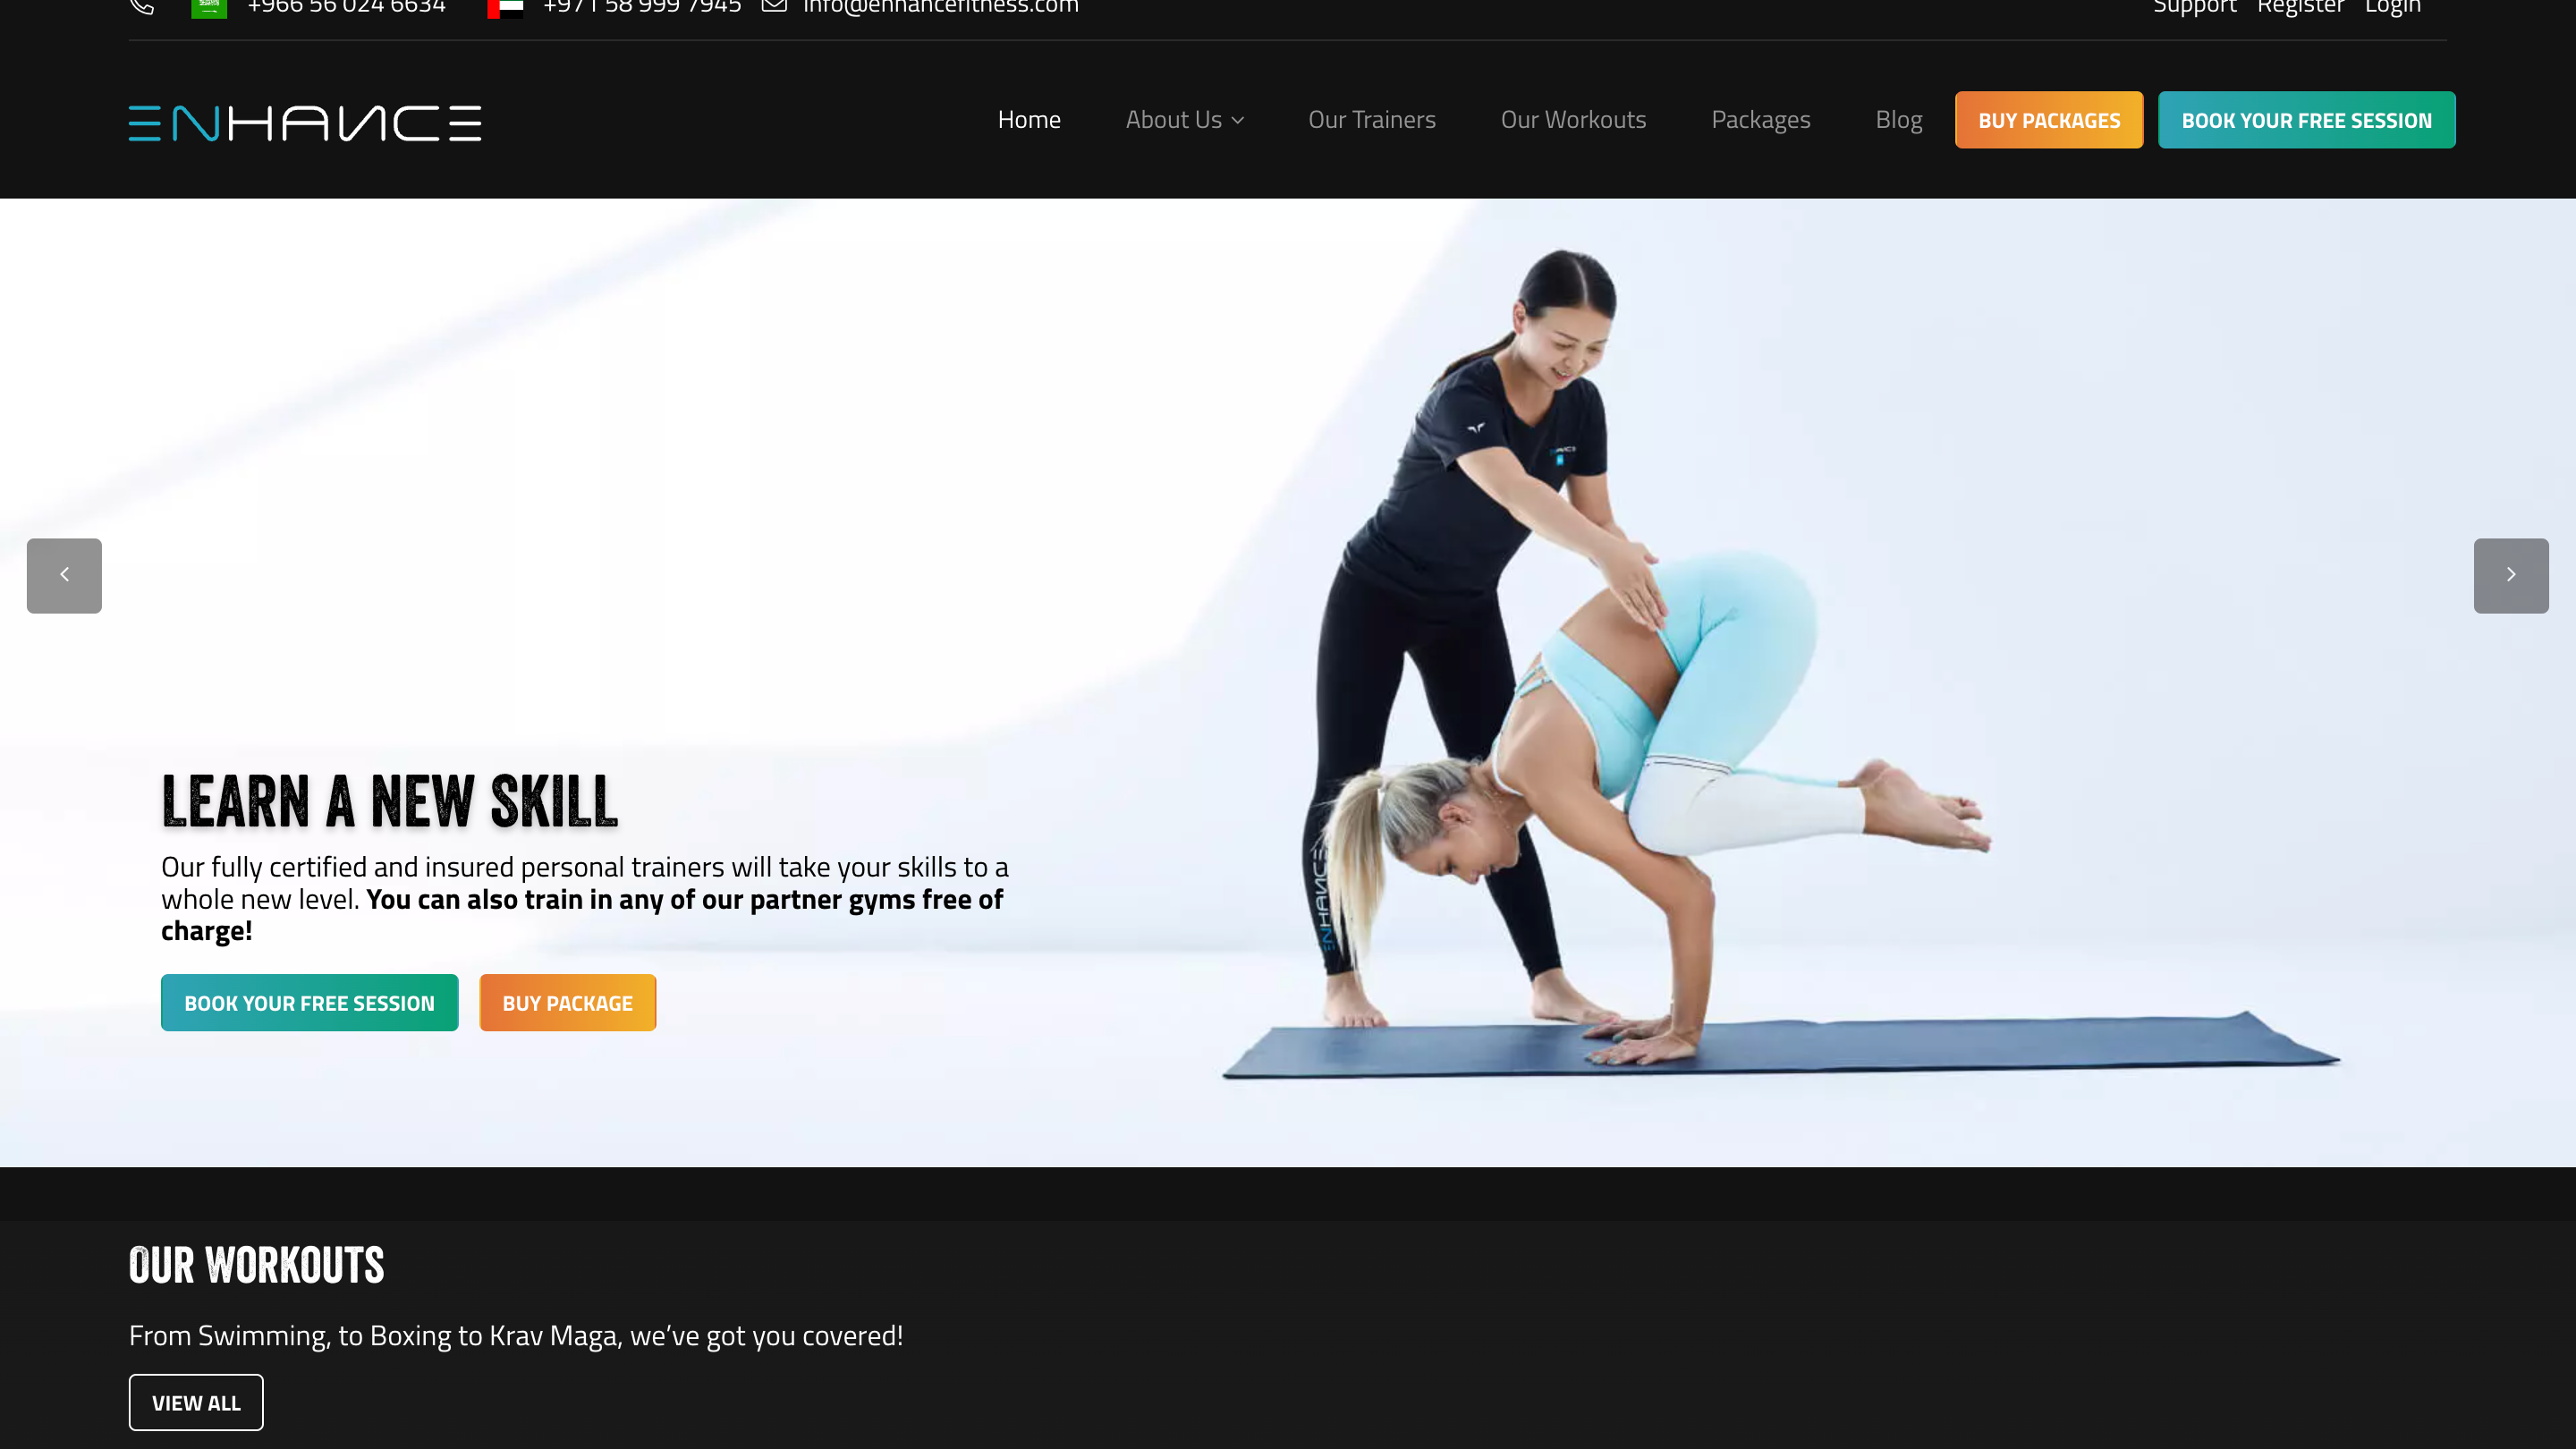 +966 56 024 6634 +971 58 999 7945 info@enhancefitness.com Support Register Login
ENHANCE Home About Us Our Trainers Our Workouts Packages Blog BUY PACKAGES BOOK YOUR FREE SESSION
ENHANCE
LEARN A NEW SKILL
Our fully certified and insured personal trainers will take your skills to a
whole new level. You can also train in any of our partner gyms free of
charge!
BOOK YOUR FREE SESSION BUY PACKAGE
OUR WORKOUTS
From Swimming, to Boxing to Krav Maga, we’ve got you covered!
VIEW ALL